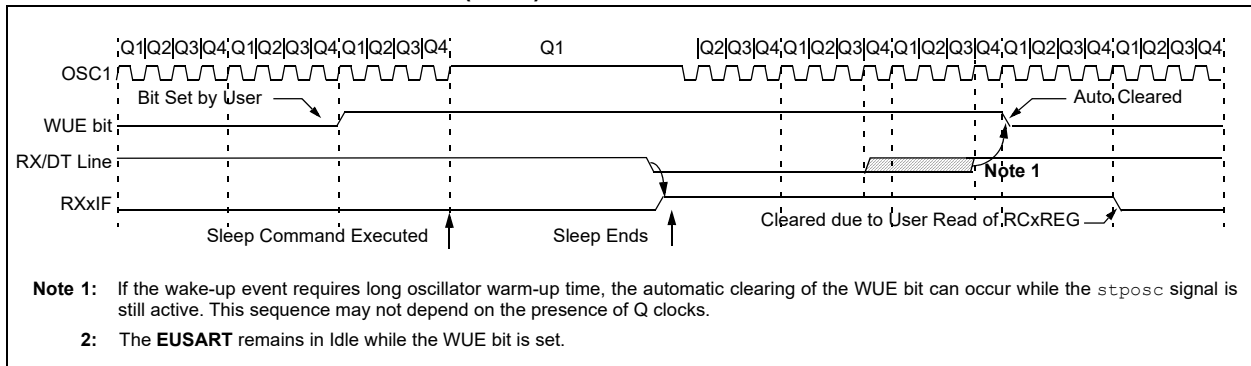 Q1 Q2 Q3 Q4 Q1 Q2 Q3 Q4 Q1 Q2 Q3 Q4 Q1 Q2 Q3 Q4 Q1 Q2 Q3 Q4 Q1 Q2 Q3 Q4 Q1 Q2 Q3 Q4 Q1 Q2 Q3 Q4
OSC1
Bit Set by User
Auto Cleared
WUE bit
RX/DT Line
Note 1
RXxIF
Cleared due to User Read of RCxREG
Sleep Command Executed
Sleep Ends
Note 1: If the wake-up event requires long oscillator warm-up time, the automatic clearing of the WUE bit can occur while the stposc signal is
still active. This sequence may not depend on the presence of Q clocks.
2: The EUSART remains in Idle while the WUE bit is set.